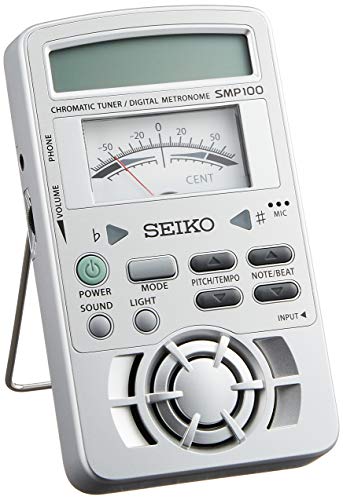 CHROMATIC TUNER / DIGITAL METRONOME SMP100
PHONE
VOLUME
-50 -20 0 20 50
CENT
♭ SEIKO #
MIC
POWER MODE PITCH/TEMPO NOTE/BEAT
SOUND LIGHT
INPUT